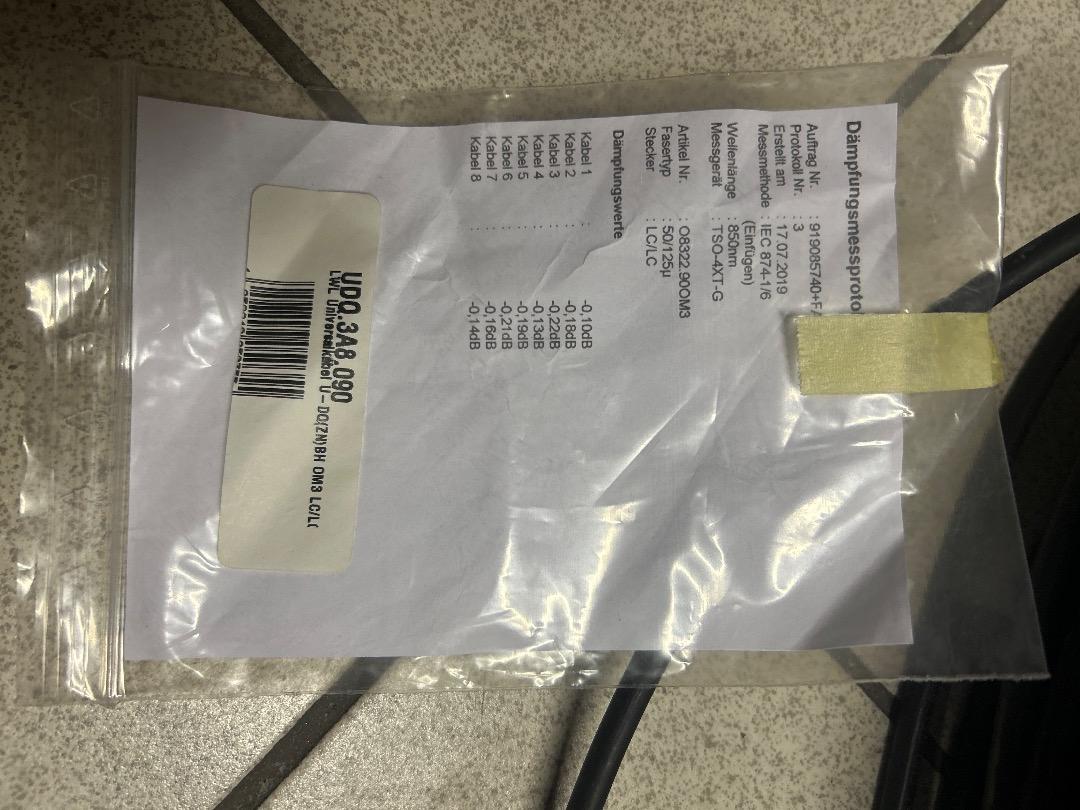 Dämpfungsmessproto
Auftrag Nr. : 919085740+F
Protokoll Nr. : 3
Erstellt am : 17.07.2019
Messmethode : IEC 874-1/6
(Einfügen)
Wellenlänge : 850nm
Messgerät : TSO-4XT-G
Artikel Nr. : O8322.90OM3
Fasertyp : 50/125µ
Stecker : LC/LC
Dämpfungswerte
Kabel 1 : -0,10dB
Kabel 2 : -0,18dB
Kabel 3 : -0,22dB
Kabel 4 : -0,13dB
Kabel 5 : -0,19dB
Kabel 6 : -0,21dB
Kabel 7 : -0,16dB
Kabel 8 : -0,14dB
UDQ.3A8.090
LWL Universalkabel U-DQ(ZN)BH OM3 LC/L